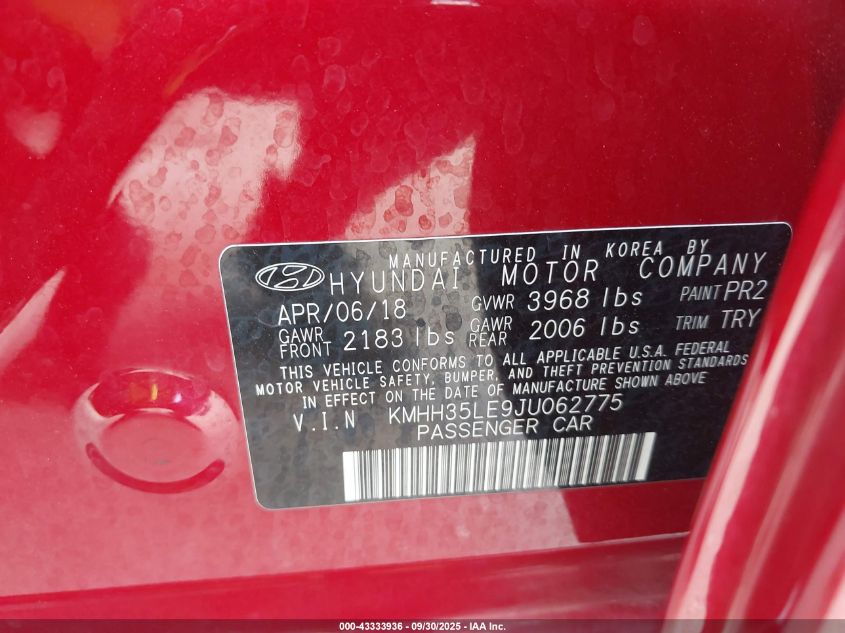 MANUFACTURED IN KOREA BY
HYUNDAI MOTOR COMPANY
APR/06/18 GVWR 3968 lbs PAINT PR2
GAWR FRONT 2183 lbs GAWR REAR 2006 lbs TRIM TRY
THIS VEHICLE CONFORMS TO ALL APPLICABLE U.S.A. FEDERAL
MOTOR VEHICLE SAFETY, BUMPER, AND THEFT PREVENTION STANDARDS
IN EFFECT ON THE DATE OF MANUFACTURE SHOWN ABOVE
V.I.N KMHH35LE9JU062775
PASSENGER CAR
000-43333936 - 09/30/2025 - IAA Inc.